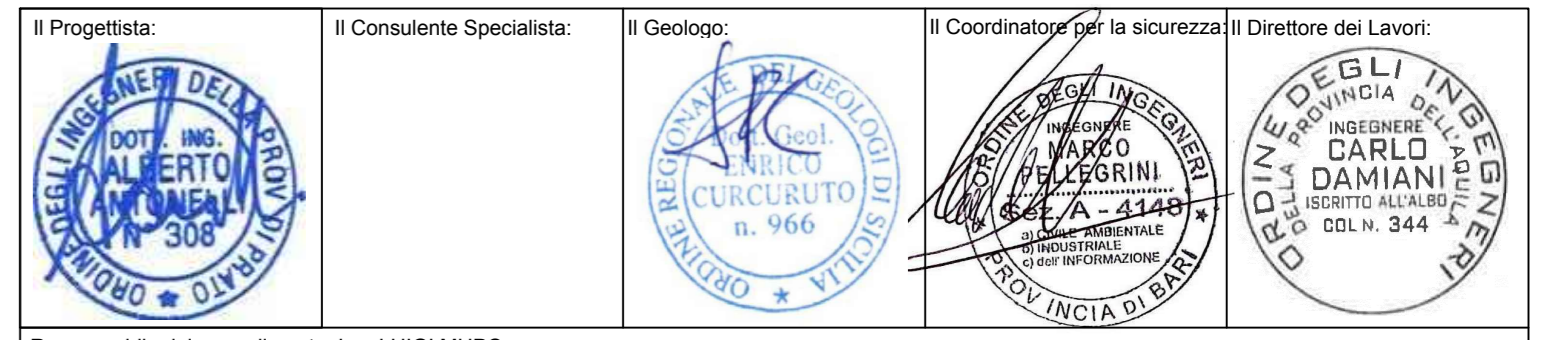 Il Progettista:
ORDINE DEGLI INGEGNERI DELLA PROV. DI PRATO
DOTT. ING.
ALBERTO
ANTONELLI
N° 308
Il Consulente Specialista:
Il Geologo:
ORDINE REGIONALE DEI GEOLOGI DI SICILIA
Dott. Geol.
ENRICO
CURCURUTO
n. 966
Il Coordinatore per la sicurezza:
ORDINE DEGLI INGEGNERI
PROVINCIA DI BARI
INGEGNERE
MARCO
PELLEGRINI
Sez. A - 4148
a) CIVILE AMBIENTALE
b) INDUSTRIALE
c) dell'INFORMAZIONE
Il Direttore dei Lavori:
ORDINE DEGLI INGEGNERI
DELLA PROVINCIA DELL'AQUILA
INGEGNERE
CARLO
DAMIANI
ISCRITTO ALL'ALBO
COL N. 344